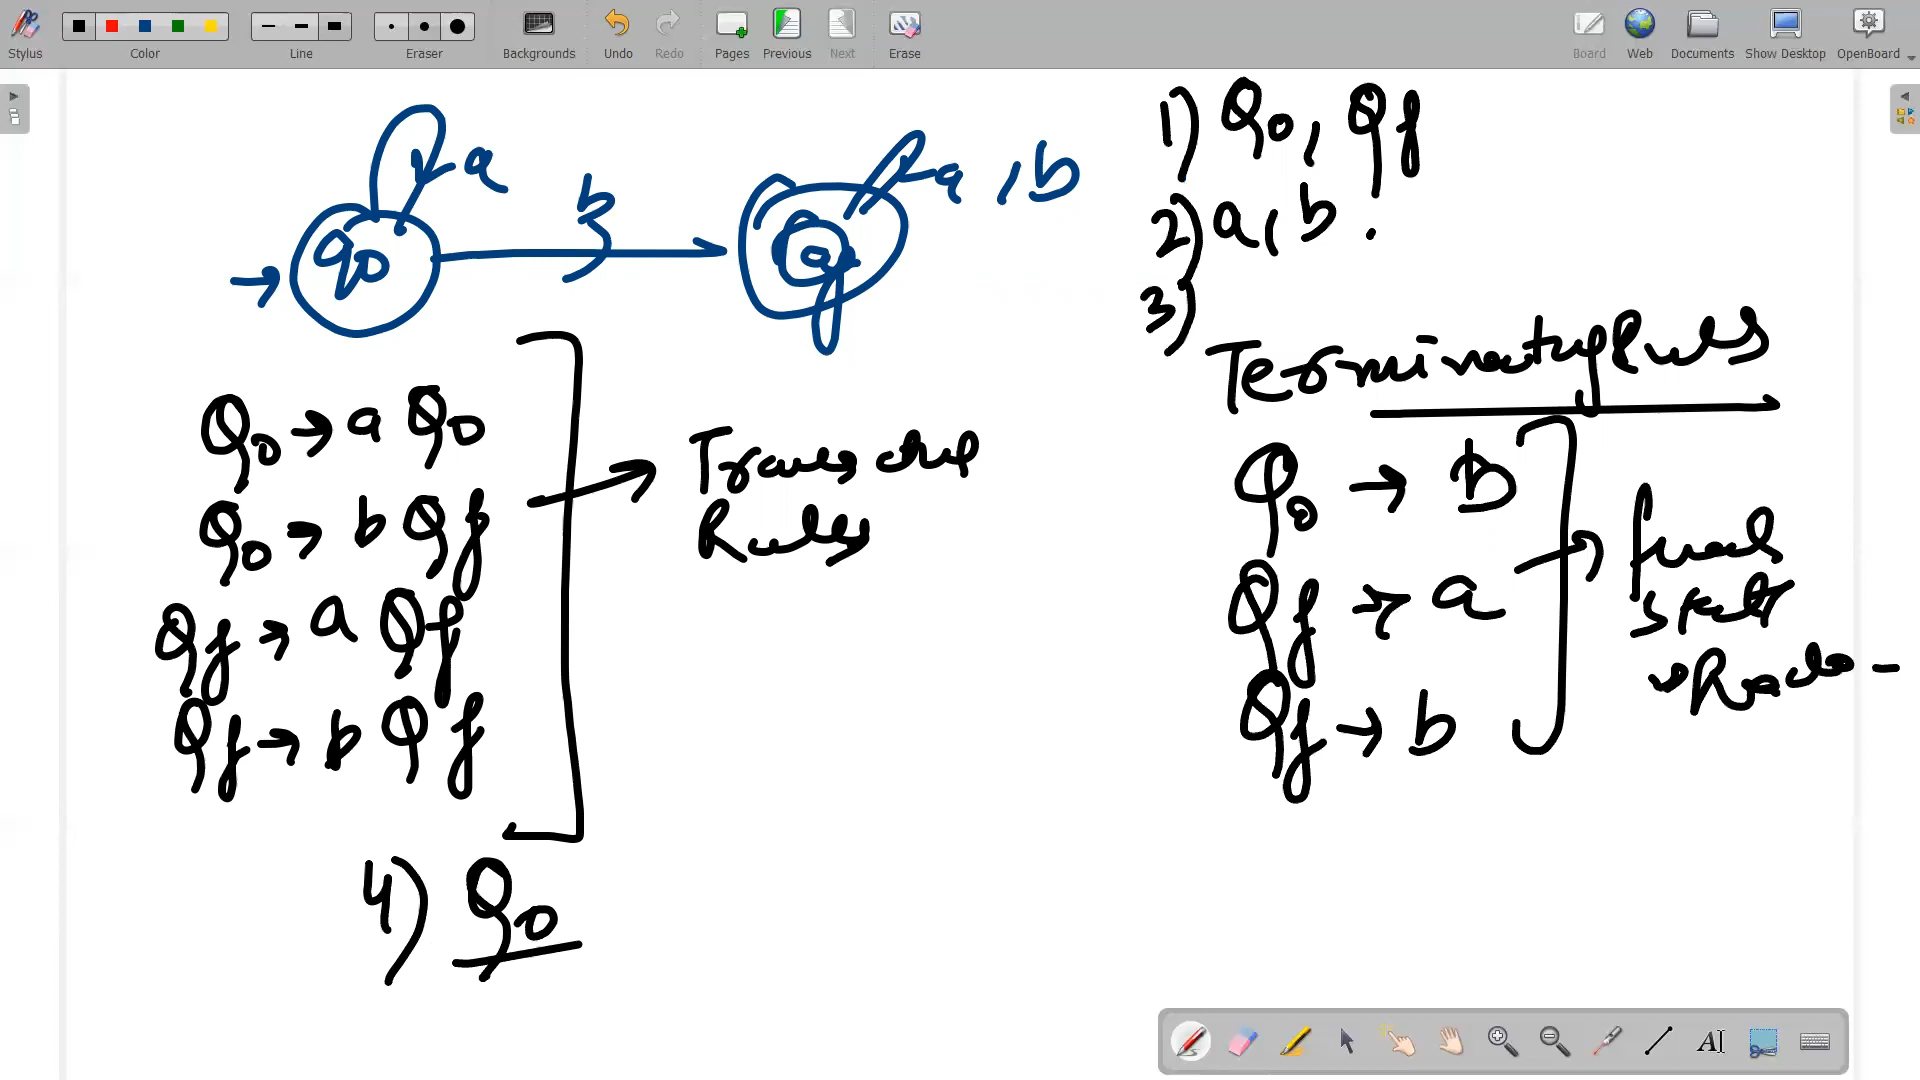 Stylus Color Line Eraser Backgrounds Undo Redo Pages Previous Next Erase Board Web Documents Show Desktop OpenBoard
a
b
a, b
q0
qf
1) Q0, Qf
2) a, b.
3)
Terminating Rules
Q0 → a Q0
Q0 → b Qf
Qf → a Qf
Qf → b Qf
Rules
Q0 → b
Qf → a
Qf → b
final
state
4) Q0